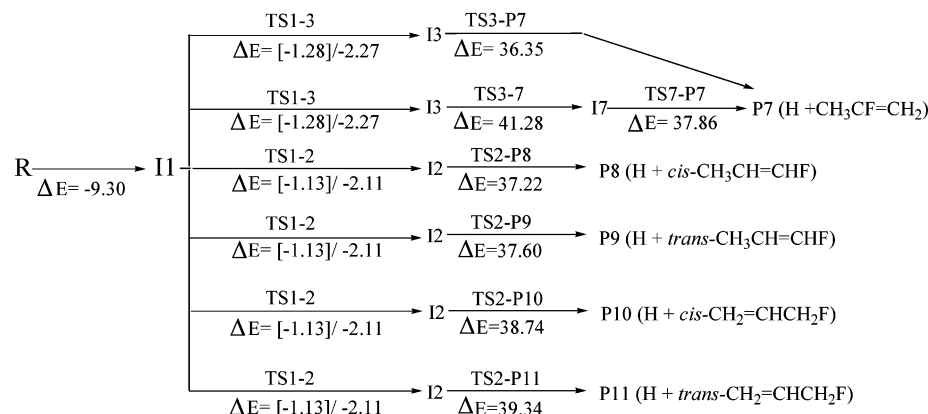 TS1-3 TS3-P7
ΔE= [-1.28]/-2.27 I3 ΔE= 36.35
TS1-3 TS3-7 TS7-P7
ΔE= [-1.28]/-2.27 I3 ΔE= 41.28 I7 ΔE= 37.86 P7 (H +CH₃CF=CH₂)
R ΔE= -9.30 I1
TS1-2 TS2-P8
ΔE= [-1.13]/ -2.11 I2 ΔE=37.22 P8 (H + cis-CH₃CH=CHF)
TS1-2 TS2-P9
ΔE= [-1.13]/ -2.11 I2 ΔE=37.60 P9 (H + trans-CH₃CH=CHF)
TS1-2 TS2-P10
ΔE= [-1.13]/ -2.11 I2 ΔE=38.74 P10 (H + cis-CH₂=CHCH₂F)
TS1-2 TS2-P11
ΔE= [-1.13]/ -2.11 I2 ΔE=39.34 P11 (H + trans-CH₂=CHCH₂F)